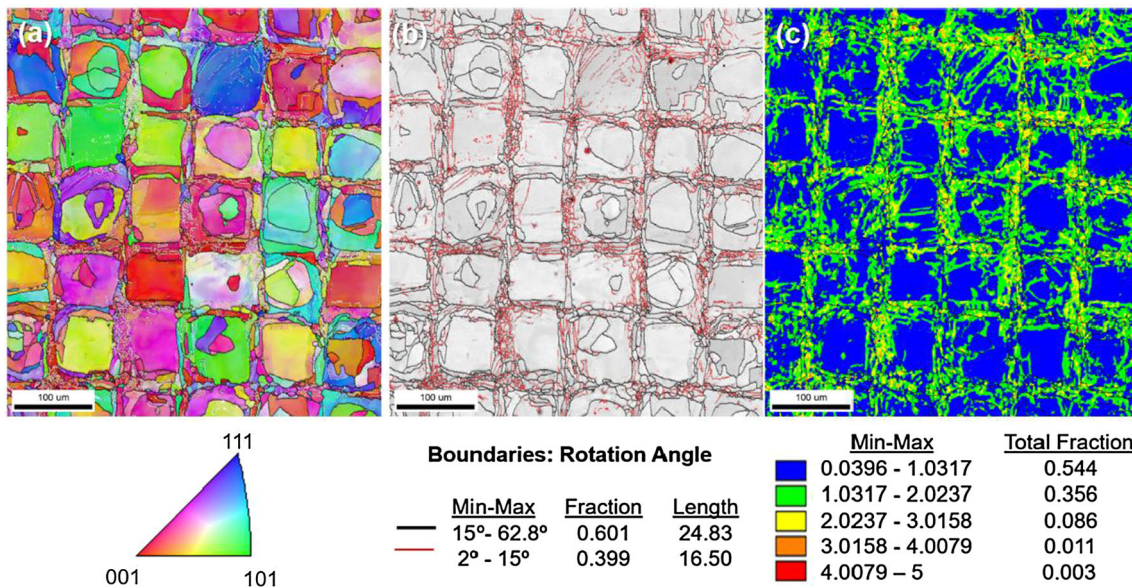 (a) (b) (c)
100 um 100 um 100 um
111
001 101
Boundaries: Rotation Angle
Min-Max Fraction Length
15º- 62.8º 0.601 24.83
2º - 15º 0.399 16.50
Min-Max Total Fraction
0.0396 - 1.0317 0.544
1.0317 - 2.0237 0.356
2.0237 - 3.0158 0.086
3.0158 - 4.0079 0.011
4.0079 – 5 0.003